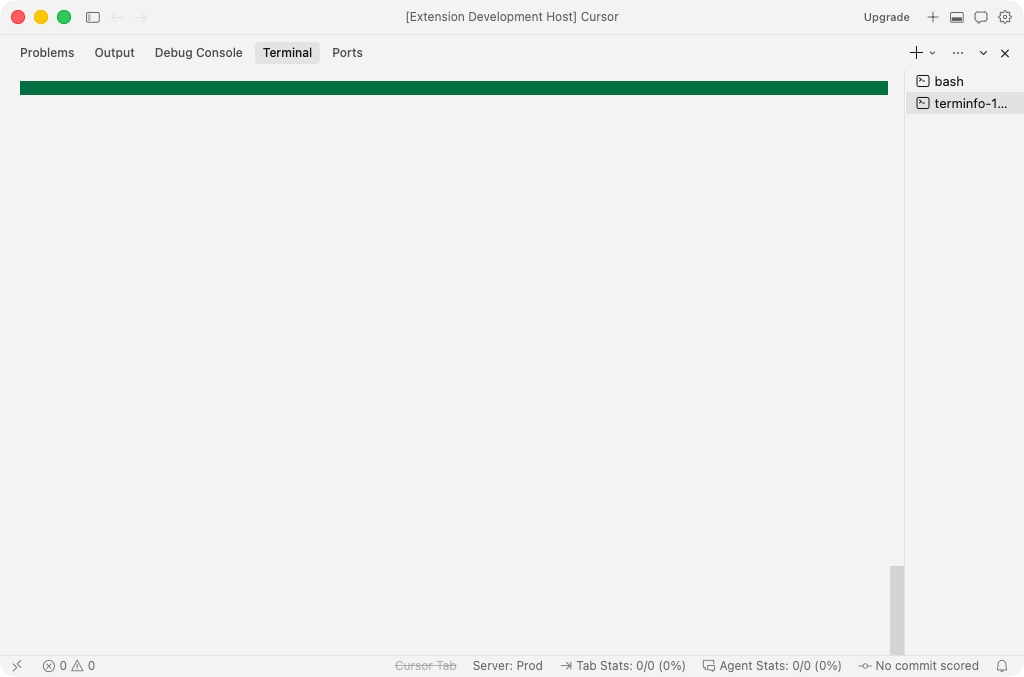 [Extension Development Host] Cursor
Upgrade
Problems
Output
Debug Console
Terminal
Ports
bash
terminfo-1...
0
0
Cursor Tab
Server: Prod
Tab Stats: 0/0 (0%)
Agent Stats: 0/0 (0%)
No commit scored